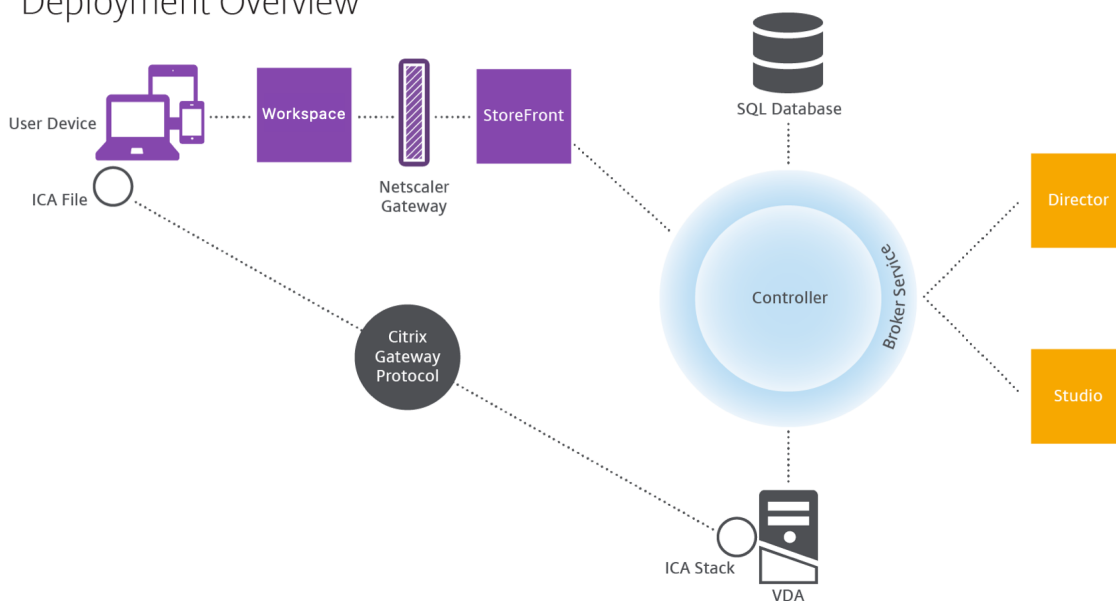 Deployment Overview
SQL Database
User Device
Workspace
StoreFront
Netscaler
Gateway
ICA File
Director
Controller
Broker Service
Citrix
Gateway
Protocol
Studio
ICA Stack
VDA